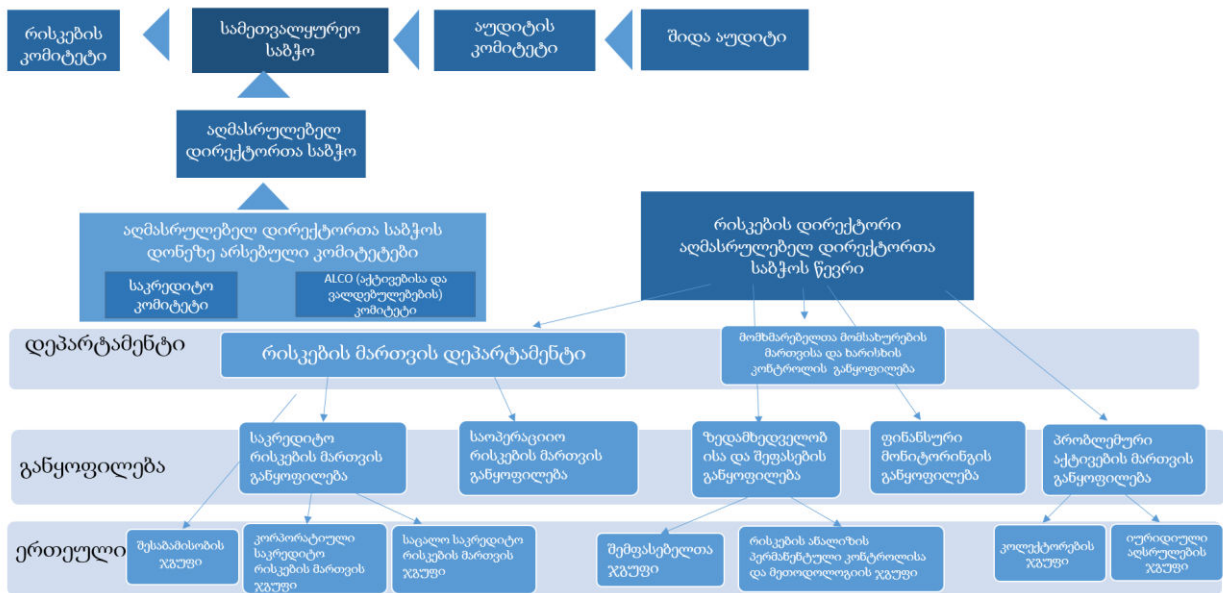 რისკების
კომიტეტი
სამეთვალყურეო
საბჭო
აუდიტის
კომიტეტი
შიდა აუდიტი
აღმასრულებელ
დირექტორთა საბჭო
აღმასრულებელ დირექტორთა საბჭოს
დონეზე არსებული კომიტეტები
საკრედიტო
კომიტეტი
ALCO (აქტივებისა და
ვალდებულებების)
კომიტეტი
რისკების დირექტორი
აღმასრულებელ დირექტორთა
საბჭოს წევრი
დეპარტამენტი
რისკების მართვის დეპარტამენტი
მომხმარებელთა მომსახურების
მართვისა და ხარისხის
კონტროლის განყოფილება
განყოფილება
საკრედიტო
რისკების მართვის
განყოფილება
საოპერაციიო
რისკების მართვის
განყოფილება
ზედამხედველობ
ისა და შეფასების
განყოფილება
ფინანსური
მონიტორინგის
განყოფილება
პრობლემური
აქტივების მართვის
განყოფილება
ერთეული
შესაბამისობის
ჯგუფი
კორპორატიული
საკრედიტო
რისკების მართვის
ჯგუფი
საცალო საკრედიტო
რისკების მართვის
ჯგუფი
შემფასებელთა
ჯგუფი
რისკების ანალიზის
პერმანენტული კონტროლისა
და მეთოდოლოგიის ჯგუფი
კოლექტორების
ჯგუფი
იურიდიული
აღსრულების
ჯგუფი